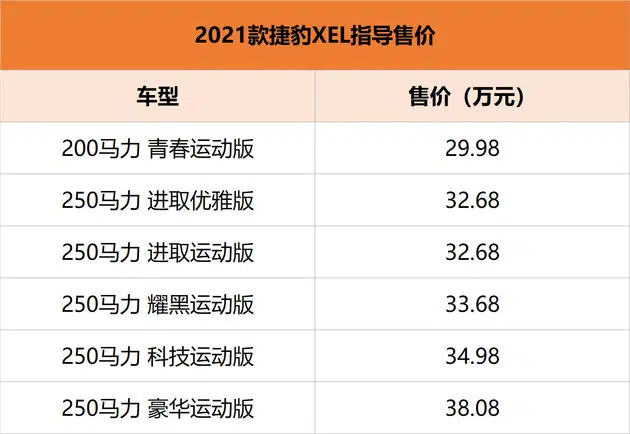 2021款捷豹XEL指导售价
车型 售价（万元）
200马力 青春运动版 29.98
250马力 进取优雅版 32.68
250马力 进取运动版 32.68
250马力 耀黑运动版 33.68
250马力 科技运动版 34.98
250马力 豪华运动版 38.08